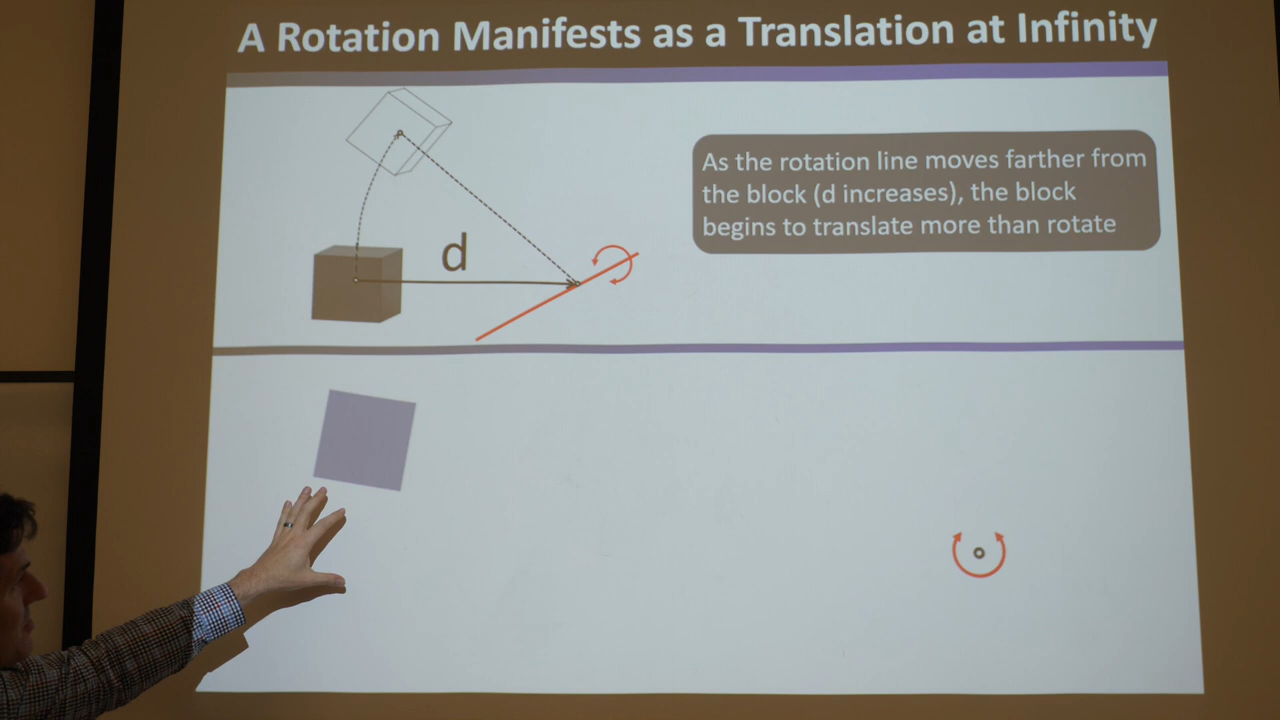 A Rotation Manifests as a Translation at Infinity
As the rotation line moves farther from
the block (d increases), the block
begins to translate more than rotate
d